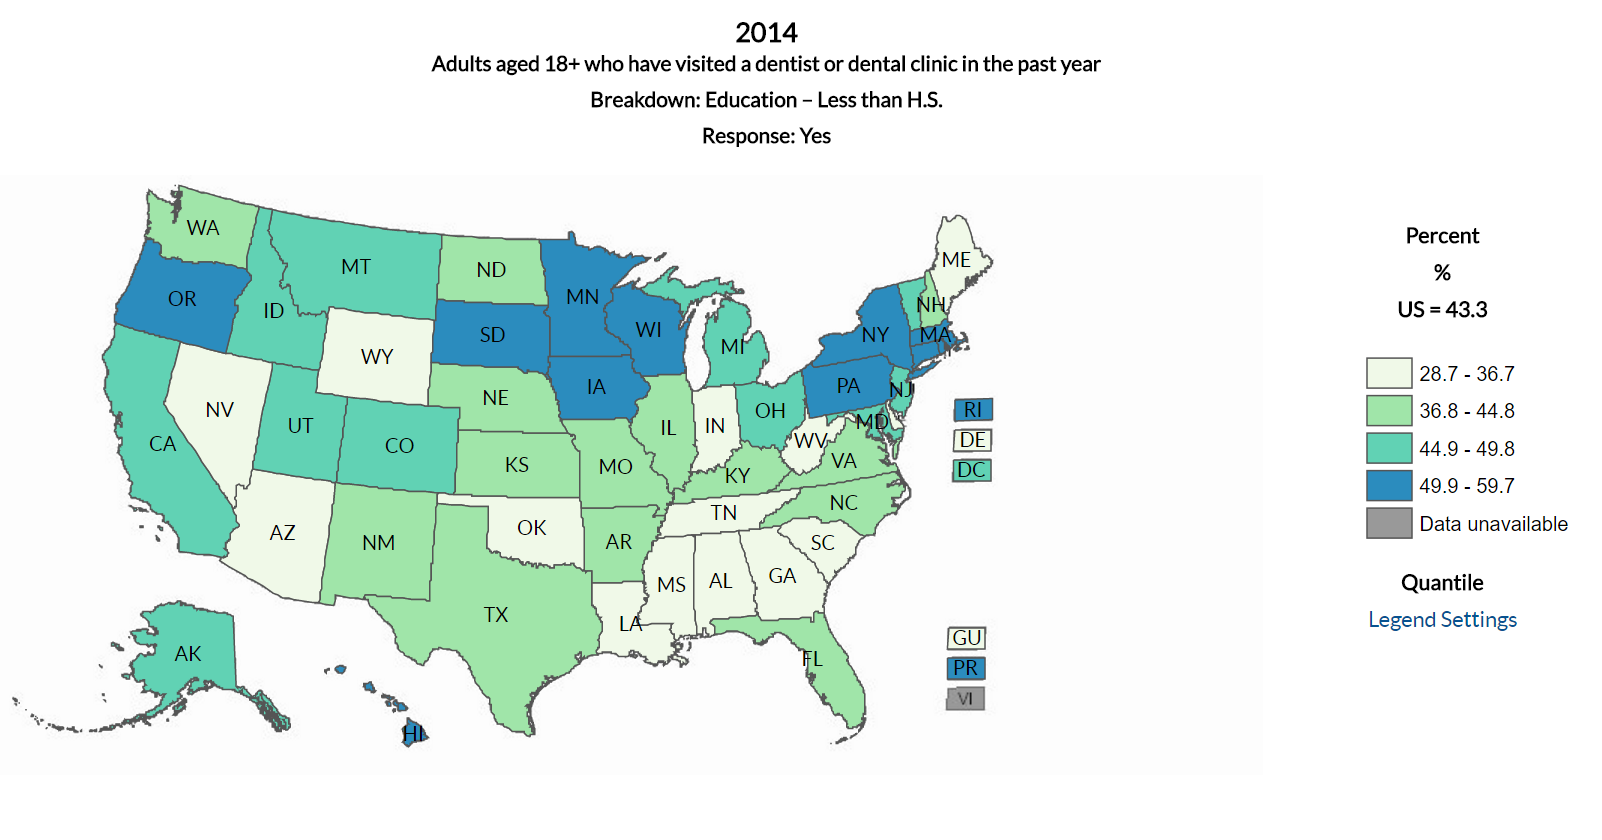 2014
Adults aged 18+ who have visited a dentist or dental clinic in the past year
Breakdown: Education – Less than H.S.
Response: Yes
WA
MT
ND
MN
OR
ID
SD
WI
WY
MI
NY
NH
MA
ME
NV
UT
CO
NE
IA
IL
IN
OH
PA
NJ
CA
KS
MO
KY
WV
VA
MD
RI
DE
DC
AZ
NM
OK
AR
TN
NC
SC
TX
LA
MS
AL
GA
FL
AK
HI
GU
PR
VI
Percent
%
US = 43.3
28.7 - 36.7
36.8 - 44.8
44.9 - 49.8
49.9 - 59.7
Data unavailable
Quantile
Legend Settings